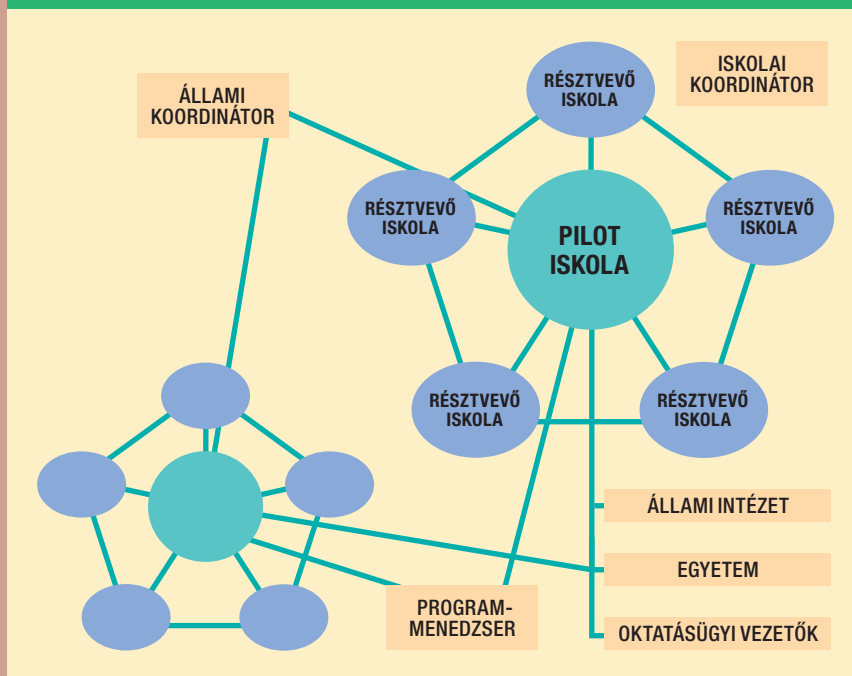 ÁLLAMI
KOORDINÁTOR
RÉSZTVEVŐ
ISKOLA
ISKOLAI
KOORDINÁTOR
RÉSZTVEVŐ
ISKOLA
PILOT
ISKOLA
RÉSZTVEVŐ
ISKOLA
RÉSZTVEVŐ
ISKOLA
RÉSZTVEVŐ
ISKOLA
ÁLLAMI INTÉZET
EGYETEM
PROGRAM-
MENEDZSER
OKTATÁSÜGYI VEZETŐK